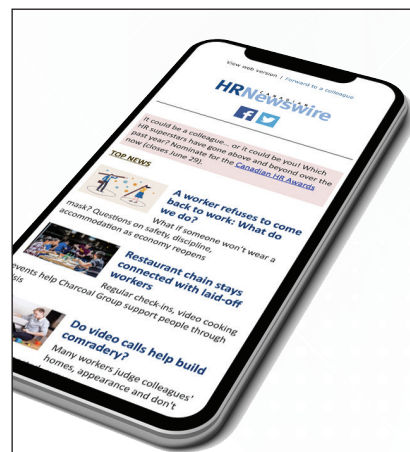 View web version | Forward to a colleague
CANADIAN
HRNewswire
It could be a colleague... or it could be you! Which
HR superstars have gone above and beyond over the
past year? Nominate for the Canadian HR Awards
now (closes June 29).
TOP NEWS
A worker refuses to come
back to work: What do
we do?
What if someone won't wear a
mask? Questions on safety, discipline,
accommodation as economy reopens
Restaurant chain stays
connected with laid-off
workers
Regular check-ins, video cooking
events help Charcoal Group support people through
Do video calls help build
comradery?
Many workers judge colleagues'
homes, appearance and don't